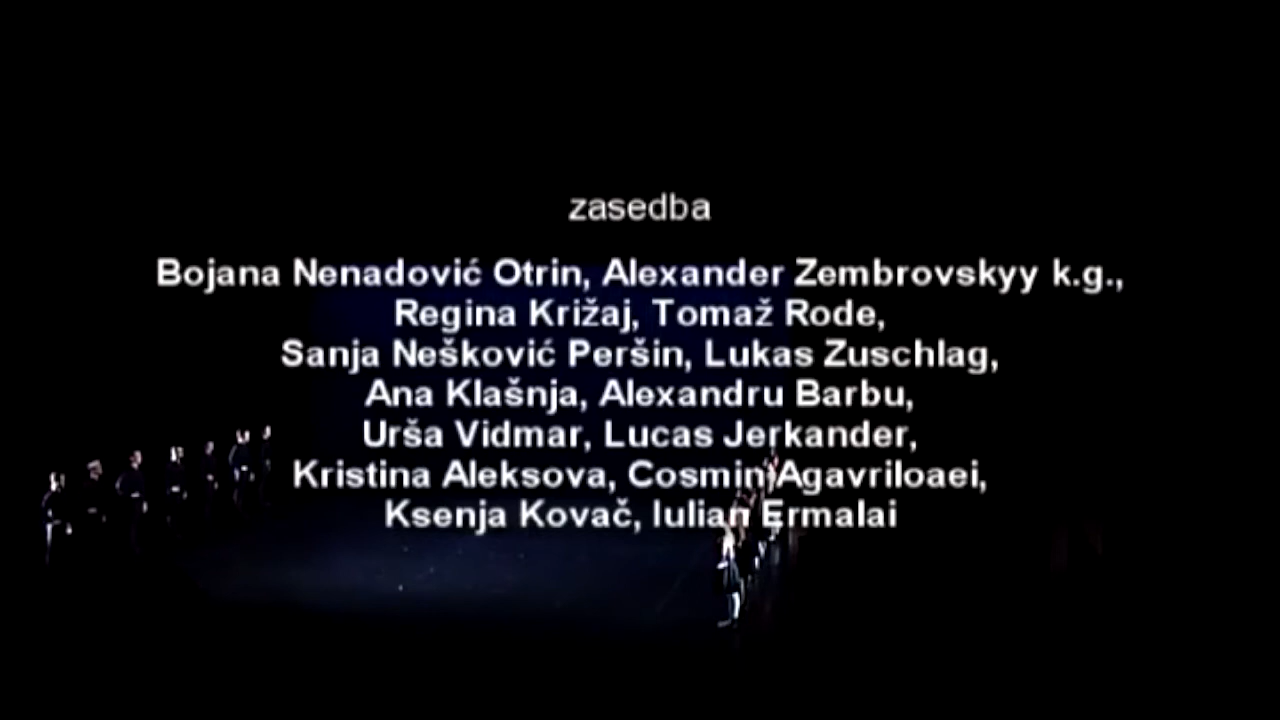 zasedba
Bojana Nenadović Otrin, Alexander Zembrovskyy k.g.,
Regina Križaj, Tomaž Rode,
Sanja Nešković Peršin, Lukas Zuschlag,
Ana Klašnja, Alexandru Barbu,
Urša Vidmar, Lucas Jerkander,
Kristina Aleksova, Cosmin Agavriloaei,
Ksenja Kovač, Iulian Ermalai